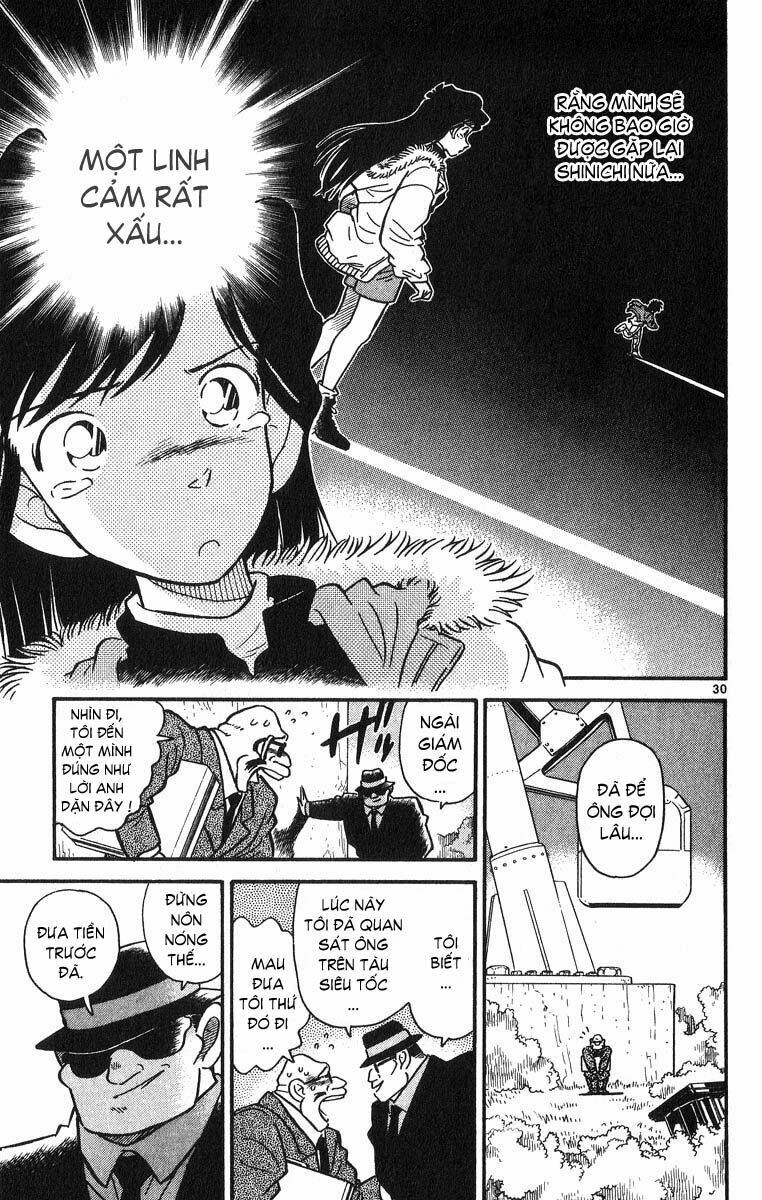 RẰNG MÌNH SẼ
KHÔNG BAO GIỜ
ĐƯỢC GẶP LẠI
SHINICHI NỮA...
MỘT LINH
CẢM RẤT
XẤU...
30
ĐÃ ĐỂ
ÔNG ĐỢI
LÂU...
NGÀI
GIÁM
ĐỐC
...
NHÌN ĐI,
TÔI ĐẾN
MỘT MÌNH
ĐÚNG NHƯ
LỜI ANH
DẶN ĐÂY !
TÔI
BIẾT
...
LÚC NÃY
TÔI ĐÃ QUAN
SÁT ÔNG
TRÊN TÀU
SIÊU TỐC
...
MAU
ĐƯA
TÔI THỨ
ĐÓ ĐI
...
ĐỪNG
NÔN
NÓNG
THẾ...
ĐƯA TIỀN
TRƯỚC
ĐÃ.